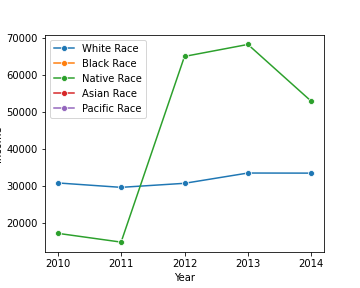 70000
60000
50000
40000
30000
20000
White Race
Black Race
Native Race
Asian Race
Pacific Race
2010 2011 2012 2013 2014
Year